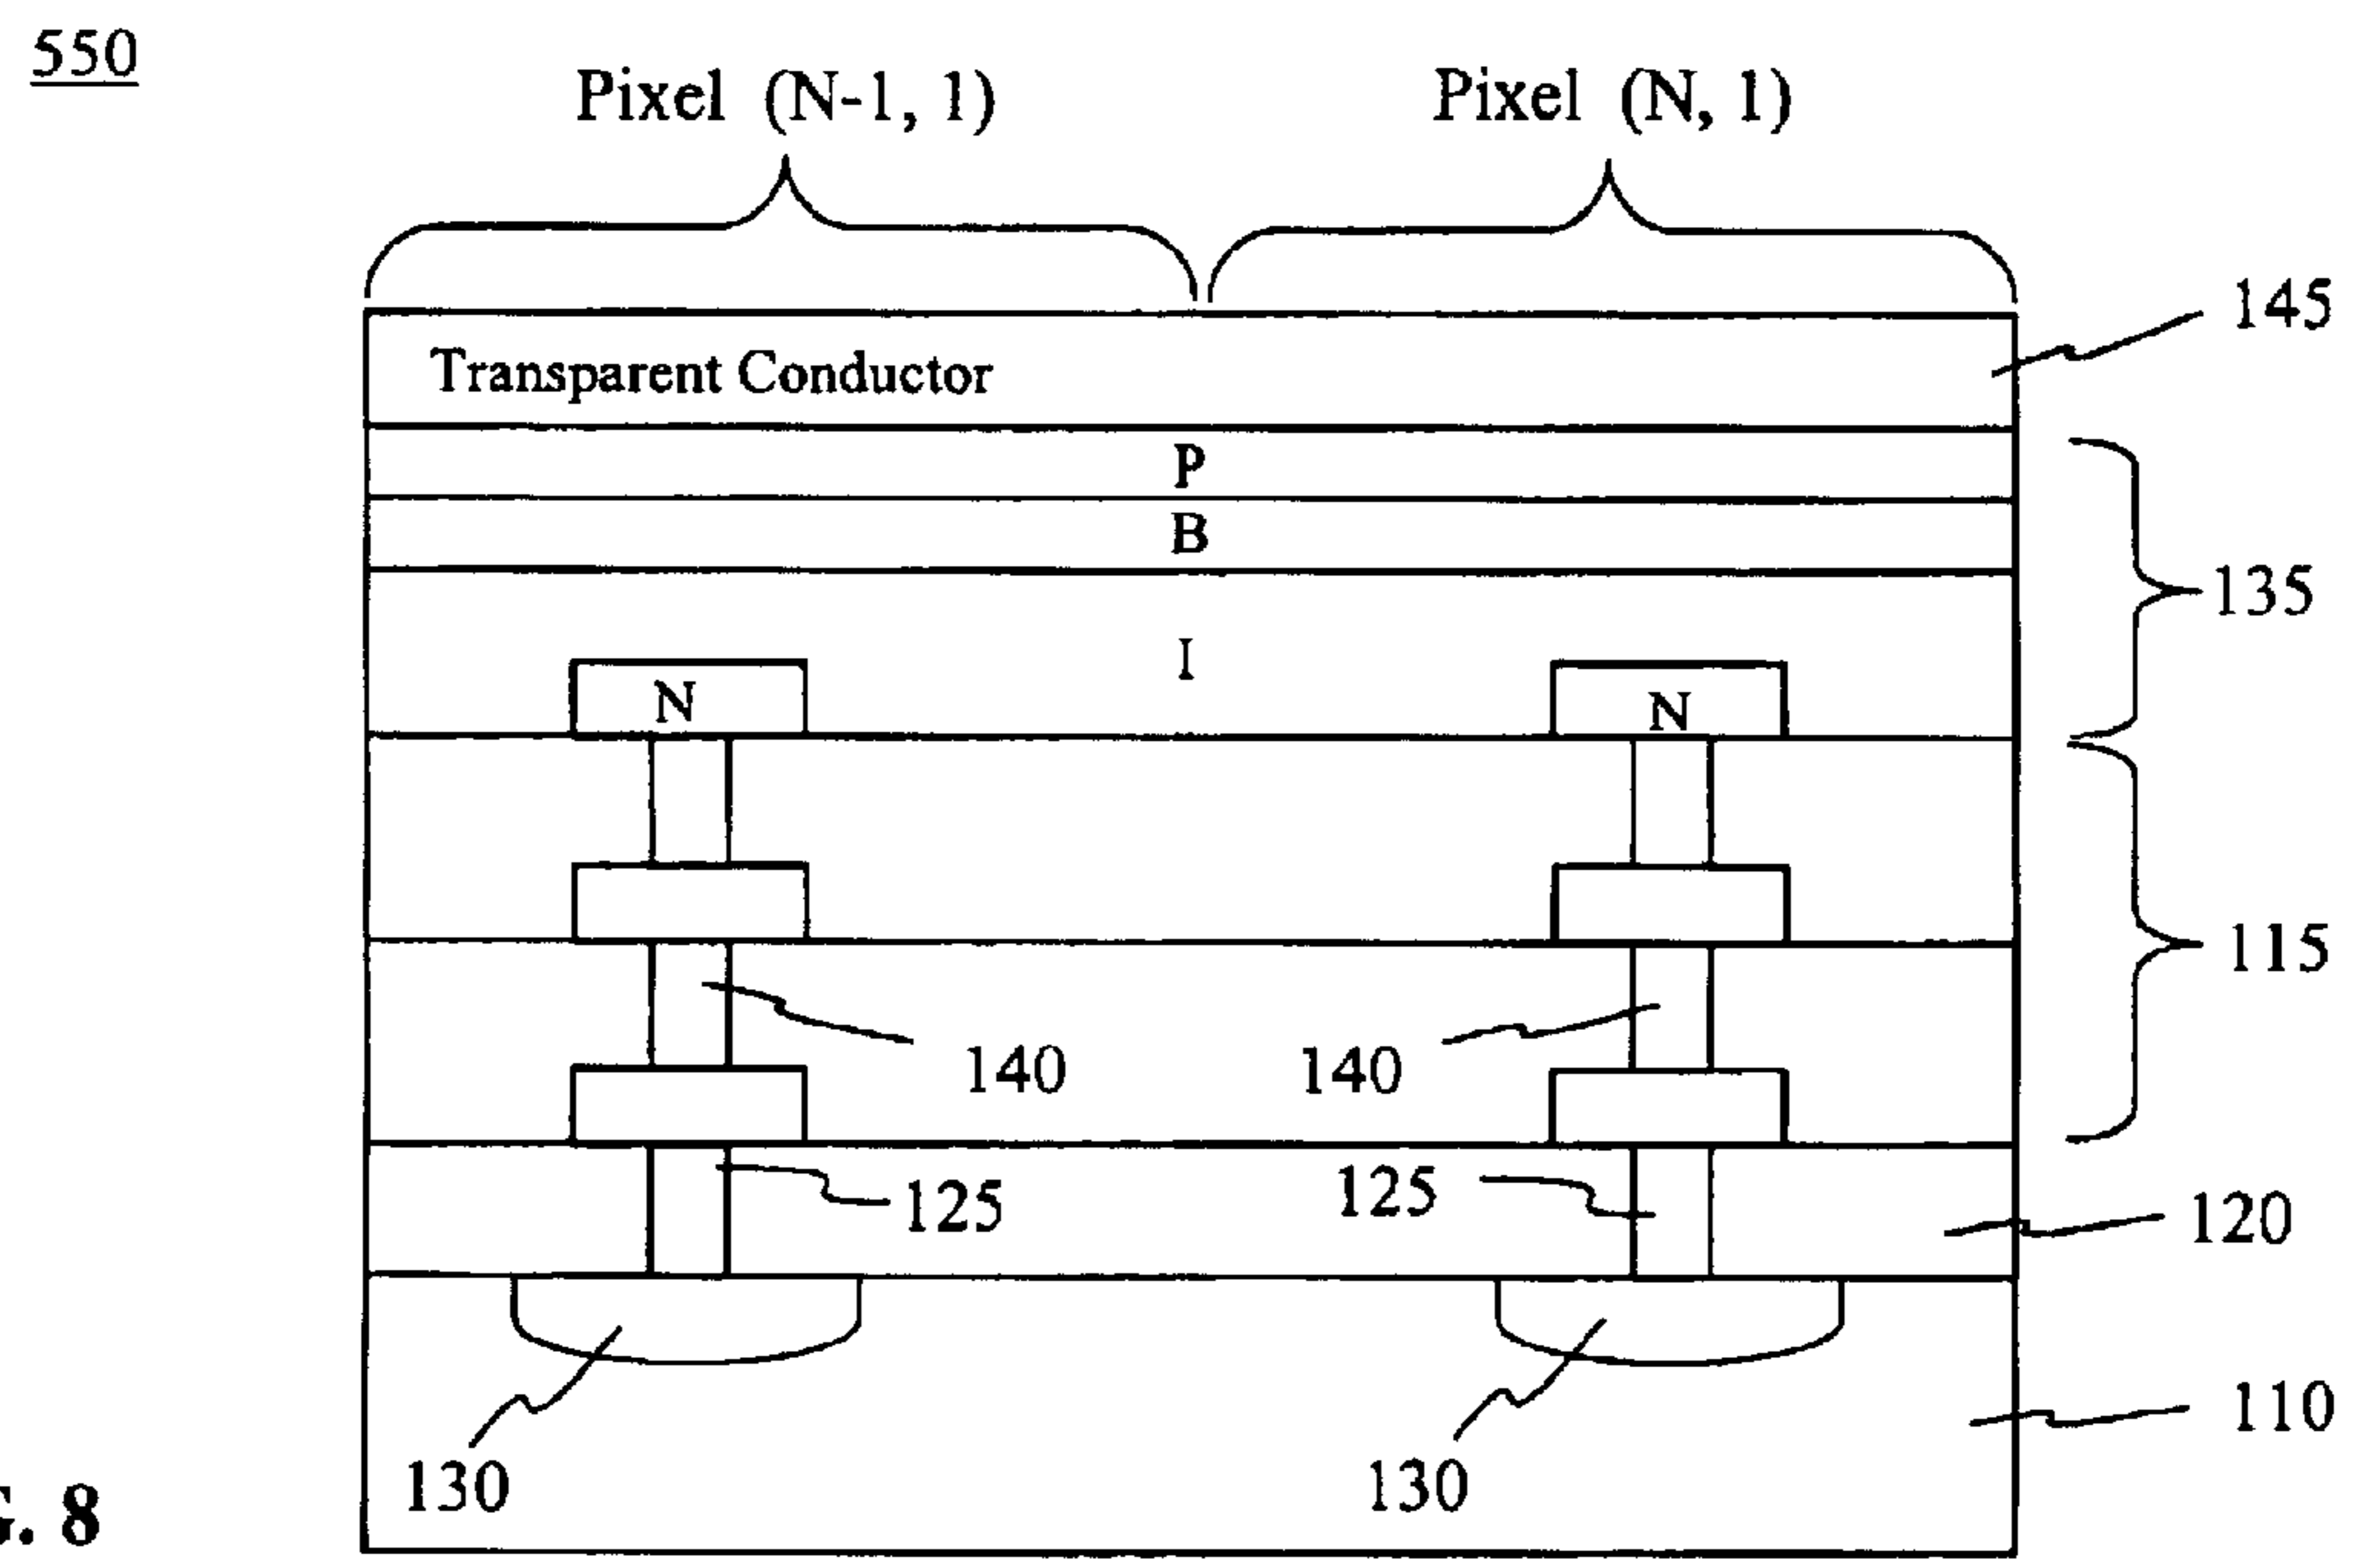 550
Pixel (N-1, 1) Pixel (N, 1)
145
Transparent Conductor
P
B
135
I
N N
115
140 140
125 125
120
110
130 130
. 8